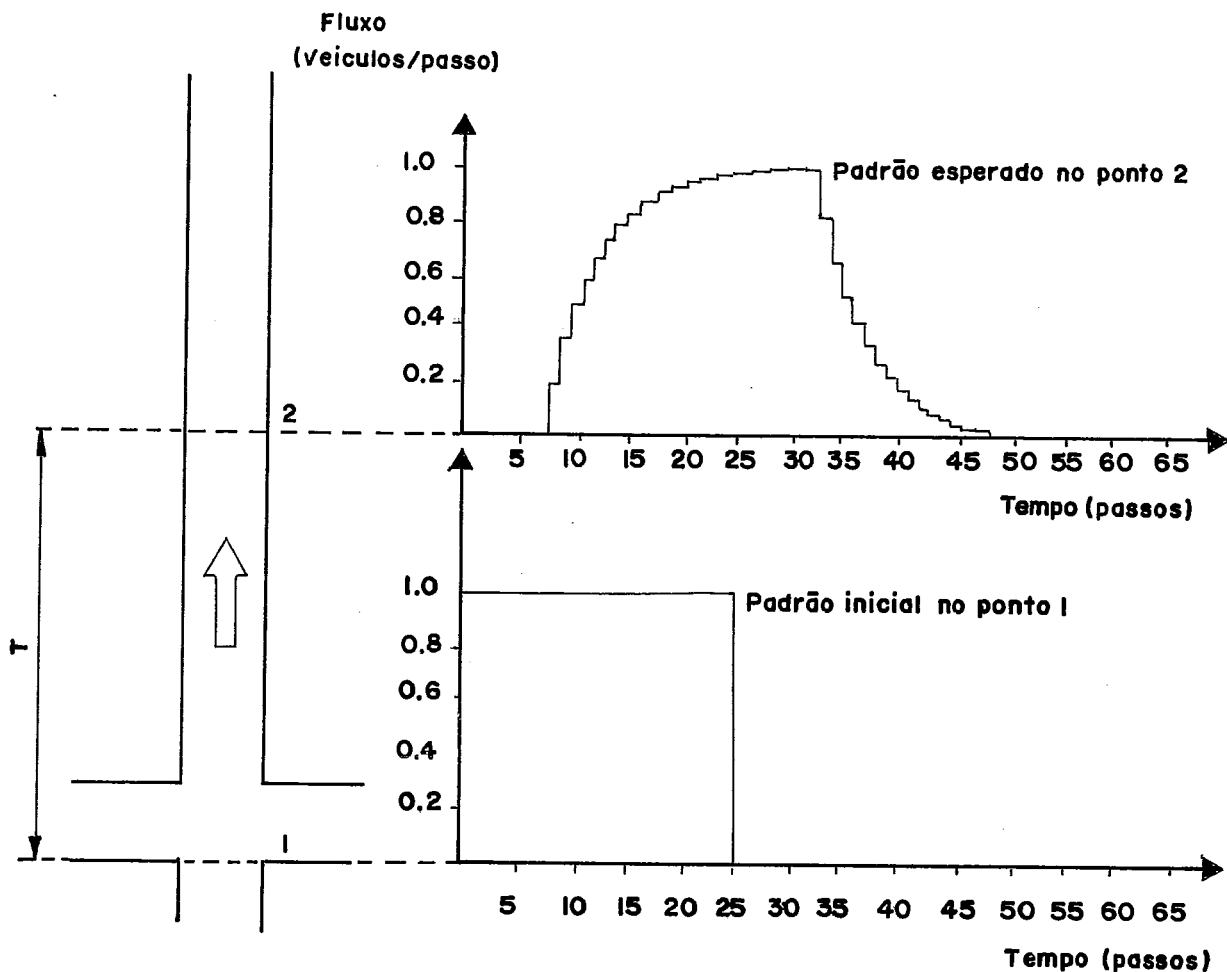 Fluxo
(Veículos/passo)
1.0
0.8
0.6
0.4
0.2
Padrão esperado no ponto 2
5 10 15 20 25 30 35 40 45 50 55 60 65
Tempo (passos)
2
T
1
1.0
0.8
0.6
0.4
0.2
Padrão inicial no ponto 1
5 10 15 20 25 30 35 40 45 50 55 60 65
Tempo (passos)